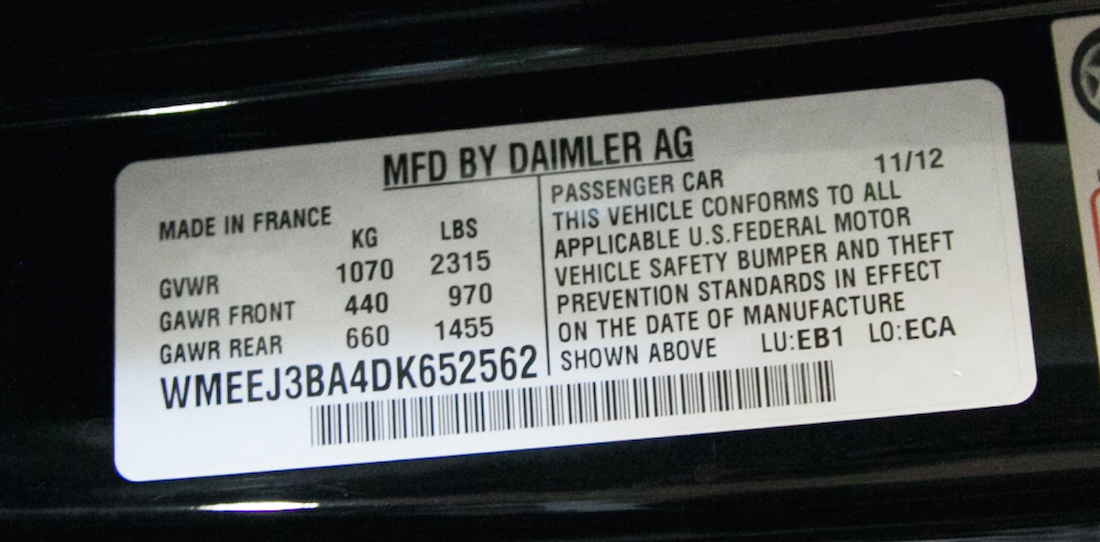 MFD BY DAIMLER AG
MADE IN FRANCE
KG LBS
GVWR 1070 2315
GAWR FRONT 440 970
GAWR REAR 660 1455
WMEEJ3BA4DK652562
PASSENGER CAR 11/12
THIS VEHICLE CONFORMS TO ALL
APPLICABLE U.S.FEDERAL MOTOR
VEHICLE SAFETY BUMPER AND THEFT
PREVENTION STANDARDS IN EFFECT
ON THE DATE OF MANUFACTURE
SHOWN ABOVE LU:EB1 LO:ECA